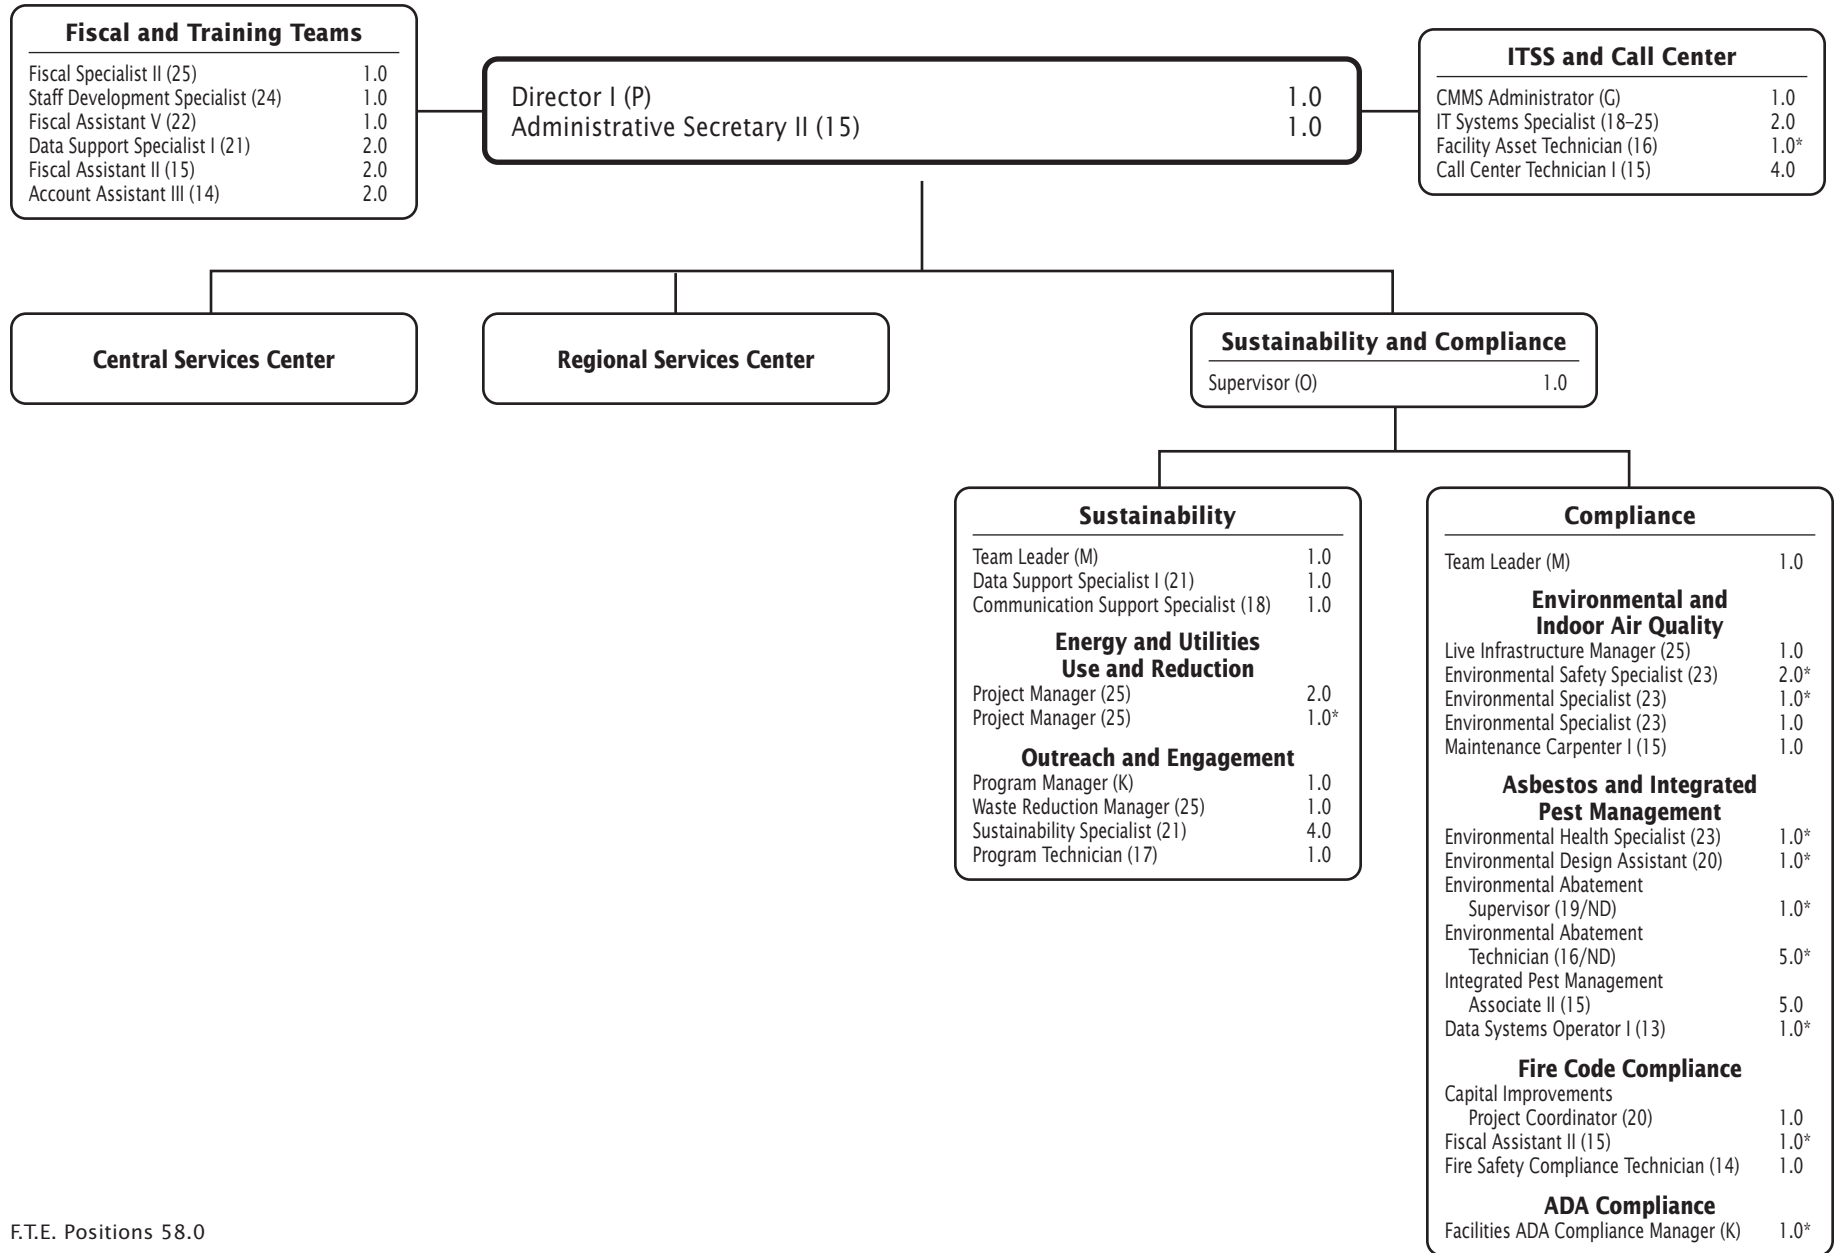 Fiscal and Training Teams
Fiscal Specialist II (25) 1.0
Staff Development Specialist (24) 1.0
Fiscal Assistant V (22) 1.0
Data Support Specialist I (21) 2.0
Fiscal Assistant II (15) 2.0
Account Assistant III (14) 2.0
Director I (P) 1.0
Administrative Secretary II (15) 1.0
ITSS and Call Center
CMMS Administrator (G) 1.0
IT Systems Specialist (18–25) 2.0
Facility Asset Technician (16) 1.0*
Call Center Technician I (15) 4.0
Central Services Center
Regional Services Center
Sustainability and Compliance
Supervisor (O) 1.0
Sustainability
Team Leader (M) 1.0
Data Support Specialist I (21) 1.0
Communication Support Specialist (18) 1.0
Energy and Utilities
Use and Reduction
Project Manager (25) 2.0
Project Manager (25) 1.0*
Outreach and Engagement
Program Manager (K) 1.0
Waste Reduction Manager (25) 1.0
Sustainability Specialist (21) 4.0
Program Technician (17) 1.0
Compliance
Team Leader (M) 1.0
Environmental and
Indoor Air Quality
Live Infrastructure Manager (25) 1.0
Environmental Safety Specialist (23) 2.0*
Environmental Specialist (23) 1.0*
Environmental Specialist (23) 1.0
Maintenance Carpenter I (15) 1.0
Asbestos and Integrated
Pest Management
Environmental Health Specialist (23) 1.0*
Environmental Design Assistant (20) 1.0*
Environmental Abatement
Supervisor (19/ND) 1.0*
Environmental Abatement
Technician (16/ND) 5.0*
Integrated Pest Management
Associate II (15) 5.0
Data Systems Operator I (13) 1.0*
Fire Code Compliance
Capital Improvements
Project Coordinator (20) 1.0
Fiscal Assistant II (15) 1.0*
Fire Safety Compliance Technician (14) 1.0
ADA Compliance
Facilities ADA Compliance Manager (K) 1.0*
F.T.E. Positions 58.0